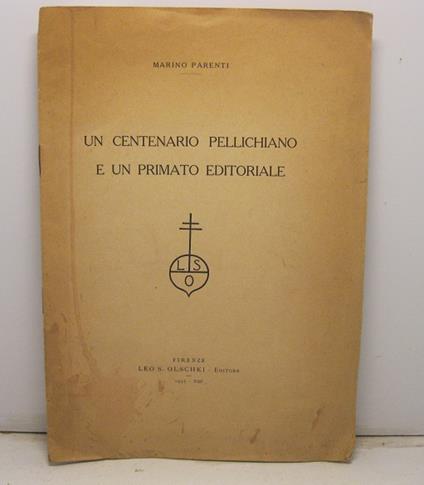 MARINO PARENTI
UN CENTENARIO PELLICHIANO
E UN PRIMATO EDITORIALE
L S
O
FIRENZE
LEO S. OLSCHKI - EDITORE